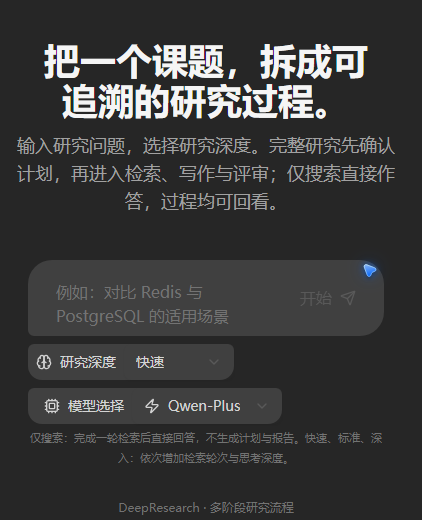 把一个课题，拆成可
追溯的研究过程。
输入研究问题，选择研究深度。完整研究先确认
计划，再进入检索、写作与评审；仅搜索直接作
答，过程均可回看。
例如：对比 Redis 与
PostgreSQL 的适用场景
开始
研究深度 快速
模型选择 Qwen-Plus
仅搜索：完成一轮检索后直接回答，不生成计划与报告。快速、标准、深
入：依次增加检索轮次与思考深度。
DeepResearch · 多阶段研究流程